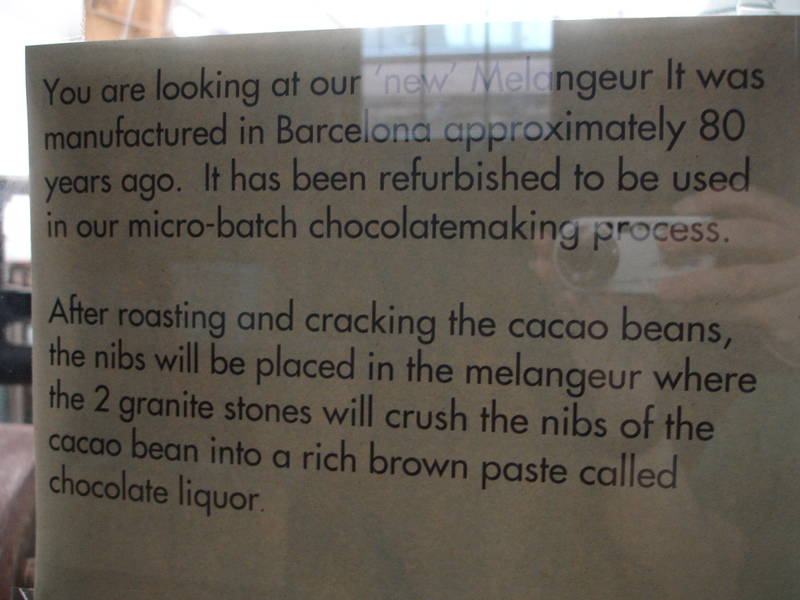 You are looking at our 'new' Melangeur It was
manufactured in Barcelona approximately 80
years ago.  It has been refurbished to be used
in our micro-batch chocolatemaking process.
After roasting and cracking the cacao beans,
the nibs will be placed in the melangeur where
the 2 granite stones will crush the nibs of the
cacao bean into a rich brown paste called
chocolate liquor.